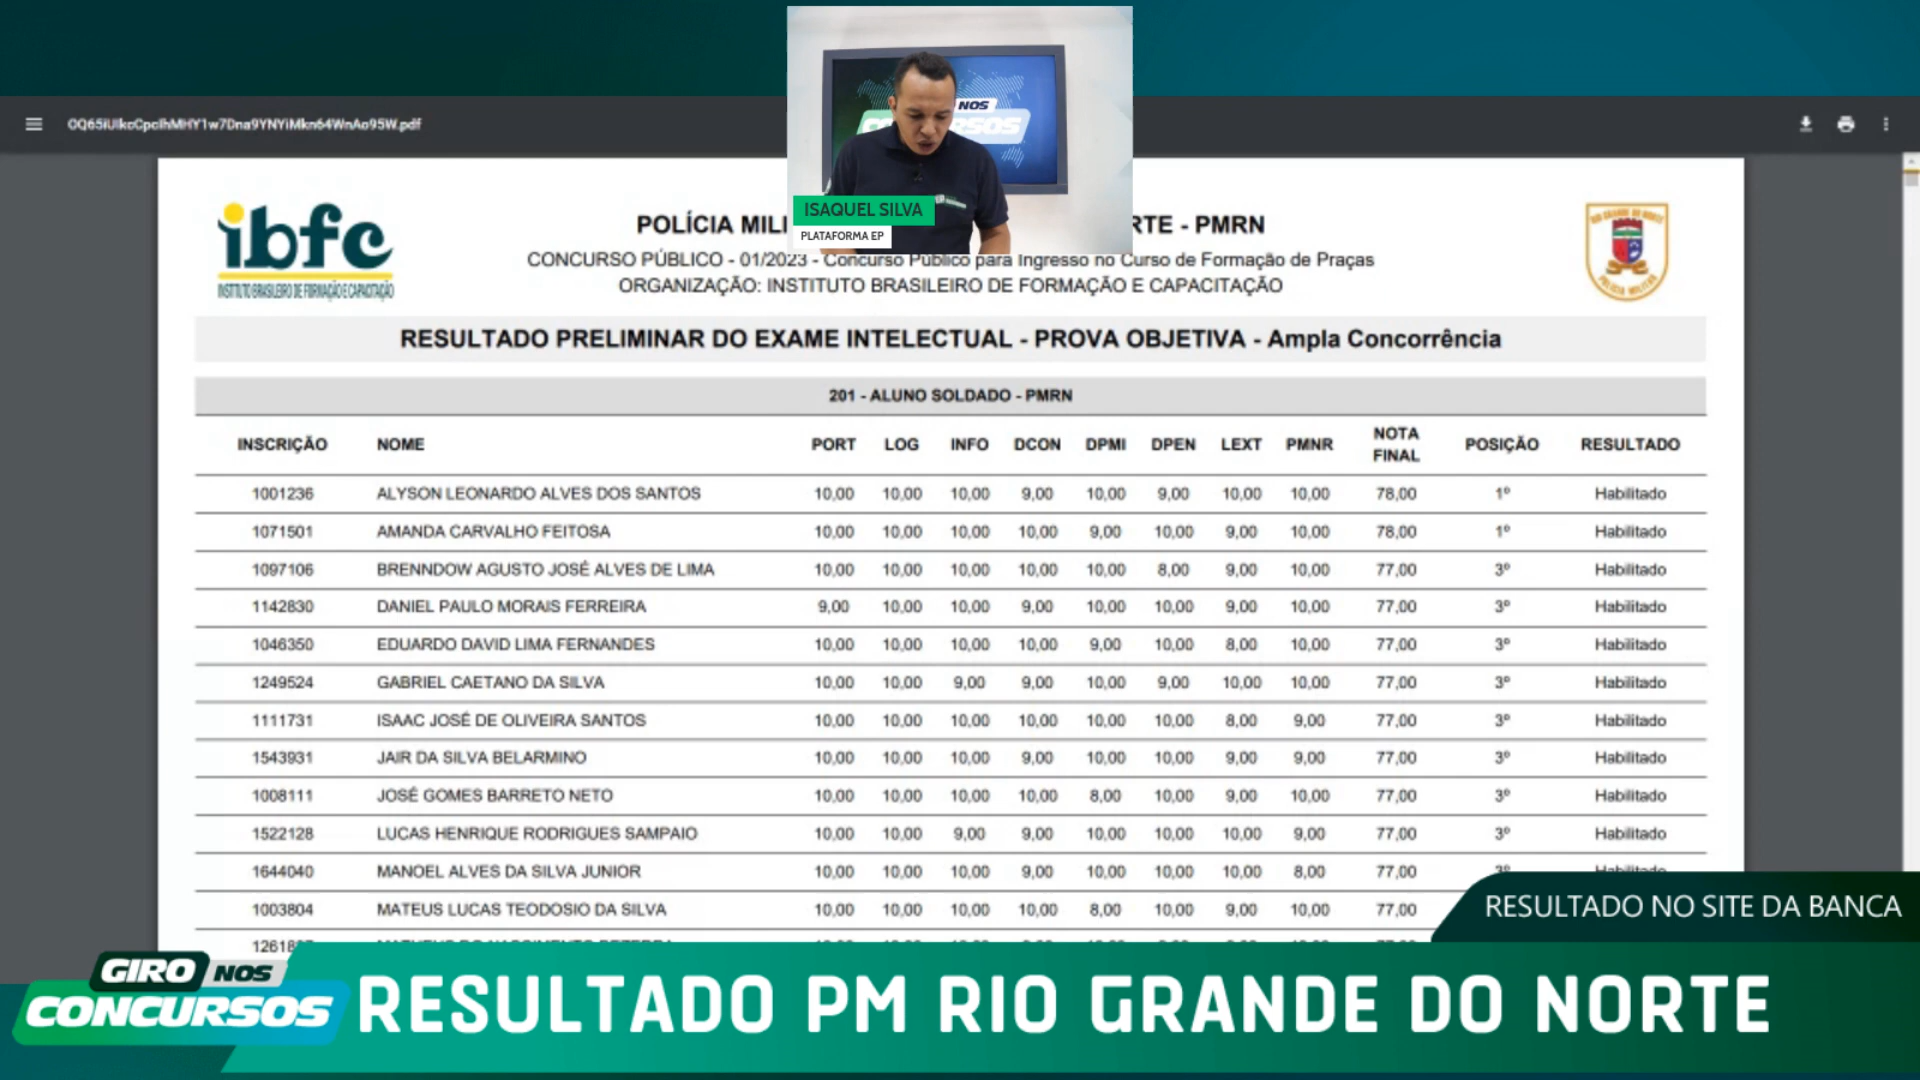 NOS
OQ65iUIkcCpclhMHY1w7Dna9YNYiMkn64WnAo95W.pdf
ISAQUEL SILVA
PLATAFORMA EP
ibfc
INSTITUTO BRASILEIRO DE FORMAÇÃO E CAPACITAÇÃO
POLÍCIA MILI RTE - PMRN
CONCURSO PÚBLICO - 01/2023 - Concurso Público para Ingresso no Curso de Formação de Praças
ORGANIZAÇÃO: INSTITUTO BRASILEIRO DE FORMAÇÃO E CAPACITAÇÃO
RIO GRANDE DO NORTE
POLÍCIA MILITAR
RESULTADO PRELIMINAR DO EXAME INTELECTUAL - PROVA OBJETIVA - Ampla Concorrência
201 - ALUNO SOLDADO - PMRN
INSCRIÇÃO NOME PORT LOG INFO DCON DPMI DPEN LEXT PMNR NOTA FINAL POSIÇÃO RESULTADO
1001236 ALYSON LEONARDO ALVES DOS SANTOS 10,00 10,00 10,00 9,00 10,00 9,00 10,00 10,00 78,00 1º Habilitado
1071501 AMANDA CARVALHO FEITOSA 10,00 10,00 10,00 10,00 9,00 10,00 9,00 10,00 78,00 1º Habilitado
1097106 BRENNDOW AGUSTO JOSÉ ALVES DE LIMA 10,00 10,00 10,00 10,00 10,00 8,00 9,00 10,00 77,00 3º Habilitado
1142830 DANIEL PAULO MORAIS FERREIRA 9,00 10,00 10,00 9,00 10,00 10,00 9,00 10,00 77,00 3º Habilitado
1046350 EDUARDO DAVID LIMA FERNANDES 10,00 10,00 10,00 10,00 9,00 10,00 8,00 10,00 77,00 3º Habilitado
1249524 GABRIEL CAETANO DA SILVA 10,00 10,00 9,00 9,00 10,00 9,00 10,00 10,00 77,00 3º Habilitado
1111731 ISAAC JOSÉ DE OLIVEIRA SANTOS 10,00 10,00 10,00 10,00 10,00 10,00 8,00 9,00 77,00 3º Habilitado
1543931 JAIR DA SILVA BELARMINO 10,00 10,00 10,00 9,00 10,00 10,00 9,00 9,00 77,00 3º Habilitado
1008111 JOSÉ GOMES BARRETO NETO 10,00 10,00 10,00 10,00 8,00 10,00 9,00 10,00 77,00 3º Habilitado
1522128 LUCAS HENRIQUE RODRIGUES SAMPAIO 10,00 10,00 9,00 9,00 10,00 10,00 10,00 9,00 77,00 3º Habilitado
1644040 MANOEL ALVES DA SILVA JUNIOR 10,00 10,00 10,00 9,00 10,00 10,00 10,00 8,00 77,00 3º Habilitado
1003804 MATEUS LUCAS TEODOSIO DA SILVA 10,00 10,00 10,00 10,00 8,00 10,00 9,00 10,00 77,00
RESULTADO NO SITE DA BANCA
GIRO NOS
CONCURSOS
RESULTADO PM RIO GRANDE DO NORTE